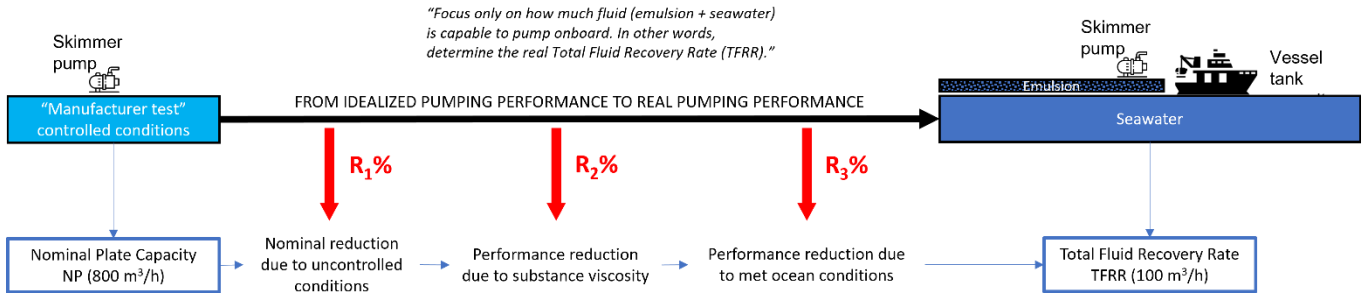 “Focus only on how much fluid (emulsion + seawater)
is capable to pump onboard. In other words,
determine the real Total Fluid Recovery Rate (TFRR).”
Skimmer
pump
Skimmer
pump
Vessel
tank
Emulsion
“Manufacturer test”
controlled conditions
FROM IDEALIZED PUMPING PERFORMANCE TO REAL PUMPING PERFORMANCE
Seawater
R1%
R2%
R3%
Nominal Plate Capacity
NP (800 m³/h)
Nominal reduction
due to uncontrolled
conditions
Performance reduction
due to substance viscosity
Performance reduction due
to met ocean conditions
Total Fluid Recovery Rate
TFRR (100 m³/h)